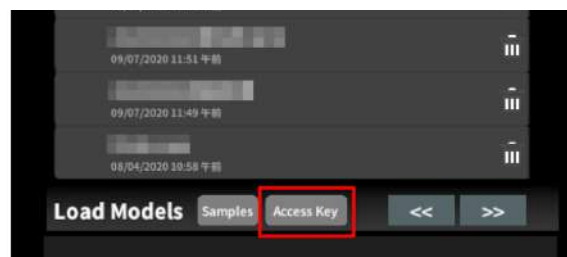 09/07/2020 11:51 午前
09/07/2020 11:49 午前
08/04/2020 10:58 午前
Load Models Samples Access Key << >>